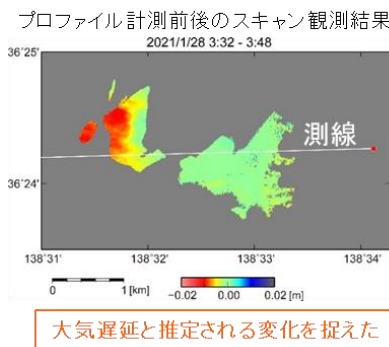 プロファイル計測前後のスキャン観測結果
2021/1/28 3:32 - 3:48
36˚25'
測線
36˚24'
138˚31' 138˚32' 138˚33' 138˚34'
0 1 [km] −0.02 0.00 0.02 [m]
大気遅延と推定される変化を捉えた